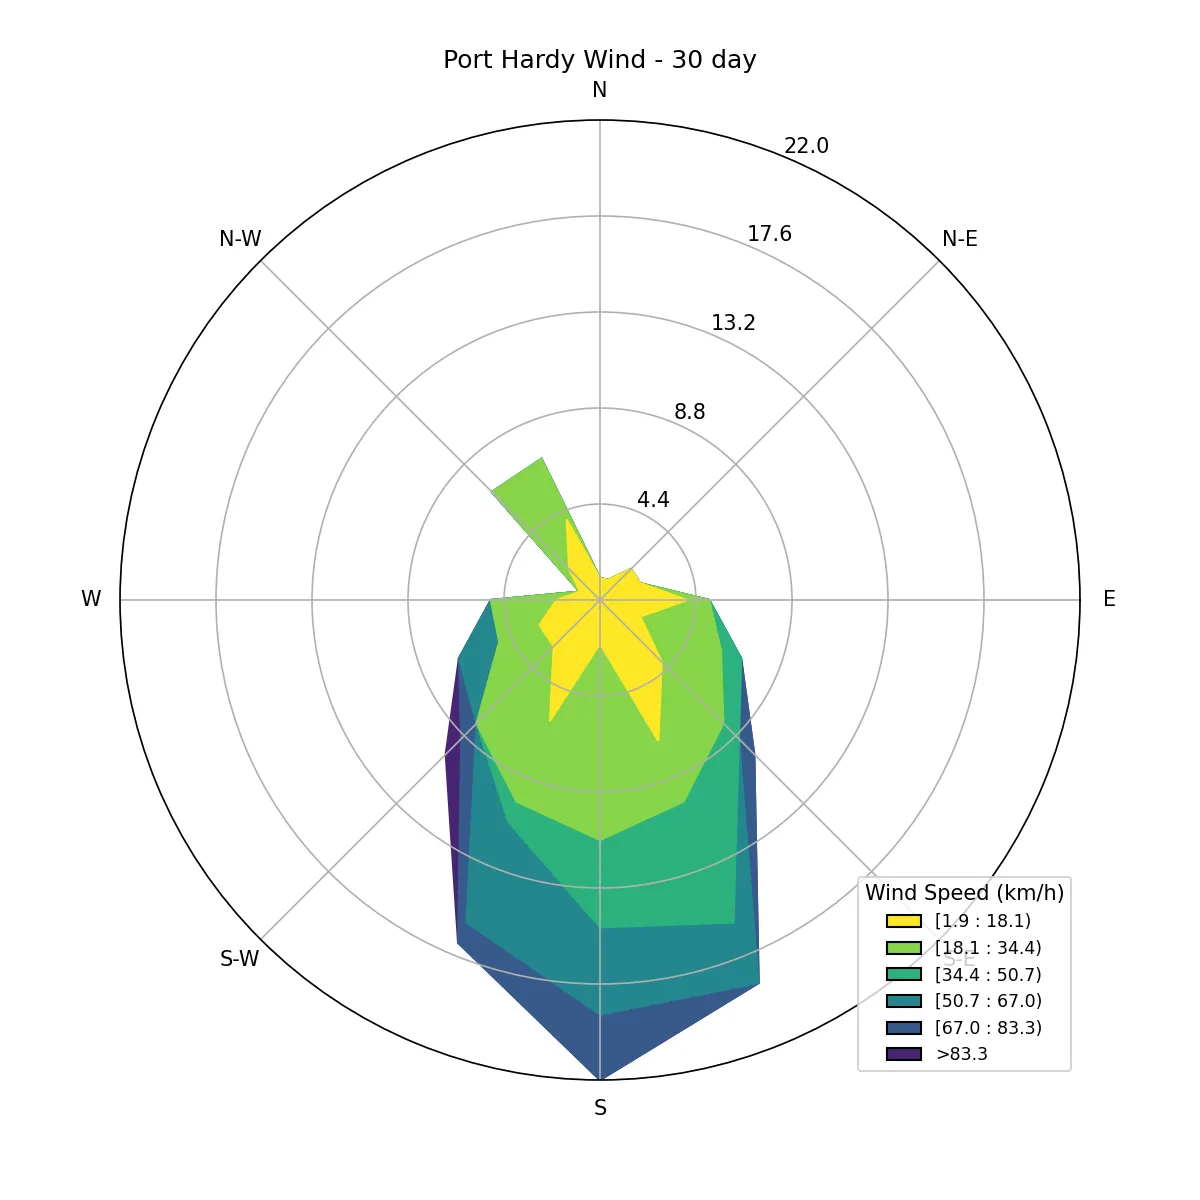 Port Hardy Wind - 30 day
N
22.0
N-W
17.6
N-E
13.2
8.8
4.4
W
E
Wind Speed (km/h)
[1.9 : 18.1)
[18.1 : 34.4)
S-W
S-E
[34.4 : 50.7)
[50.7 : 67.0)
[67.0 : 83.3)
>83.3
S